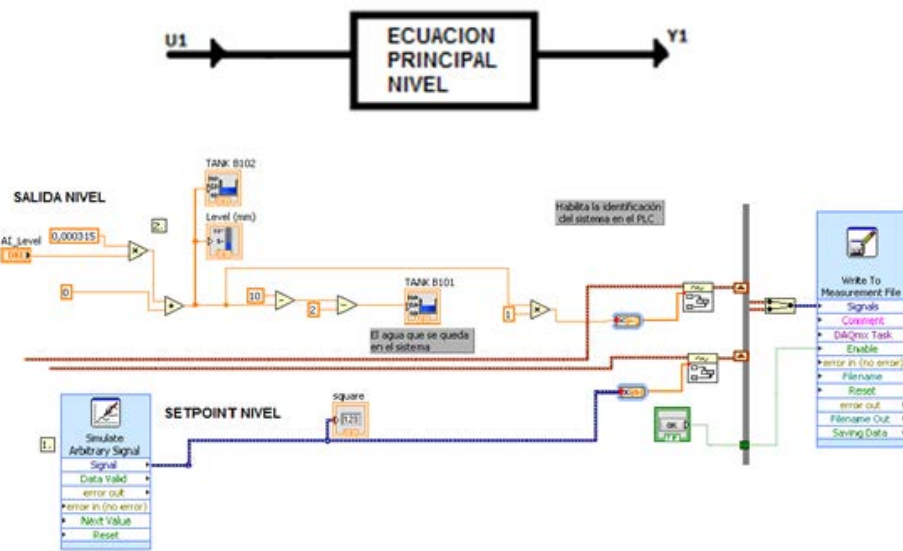 U1
ECUACION
PRINCIPAL
NIVEL
Y1
SALIDA NIVEL
AI_Level
0,000315
2.
0
TANK B102
Level (mm)
10
2
TANK B101
El agua que se queda
en el sistema
1
Habilita la identificación
del sistema en el PLC
Write To
Measurement File
Signals
Comment
DAQmx Task
Enable
error in (no error)
Filename
Reset
error out
Filename Out
Saving Data
1.
Simulate
Arbitrary Signal
Signal
Data Valid
error out
error in (no error)
Next Value
Reset
SETPOINT NIVEL
square
OK
TF